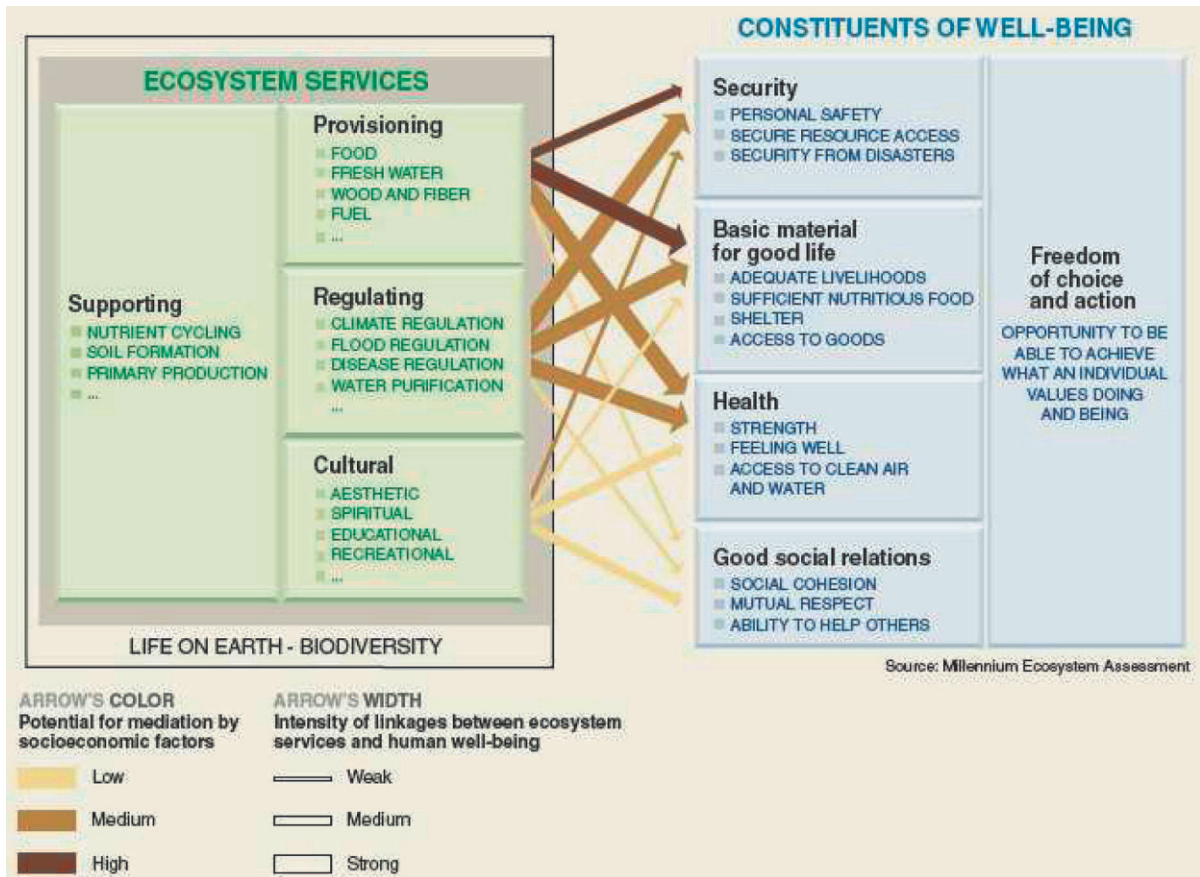 CONSTITUENTS OF WELL-BEING
ECOSYSTEM SERVICES
Supporting
NUTRIENT CYCLING
SOIL FORMATION
PRIMARY PRODUCTION
...
Provisioning
FOOD
FRESH WATER
WOOD AND FIBER
FUEL
...
Regulating
CLIMATE REGULATION
FLOOD REGULATION
DISEASE REGULATION
WATER PURIFICATION
...
Cultural
AESTHETIC
SPIRITUAL
EDUCATIONAL
RECREATIONAL
...
LIFE ON EARTH - BIODIVERSITY
Security
PERSONAL SAFETY
SECURE RESOURCE ACCESS
SECURITY FROM DISASTERS
Basic material
for good life
ADEQUATE LIVELIHOODS
SUFFICIENT NUTRITIOUS FOOD
SHELTER
ACCESS TO GOODS
Health
STRENGTH
FEELING WELL
ACCESS TO CLEAN AIR
AND WATER
Good social relations
SOCIAL COHESION
MUTUAL RESPECT
ABILITY TO HELP OTHERS
Freedom
of choice
and action
OPPORTUNITY TO BE
ABLE TO ACHIEVE
WHAT AN INDIVIDUAL
VALUES DOING
AND BEING
Source: Millennium Ecosystem Assessment
ARROW'S COLOR
Potential for mediation by
socioeconomic factors
Low
Medium
High
ARROW'S WIDTH
Intensity of linkages between ecosystem
services and human well-being
Weak
Medium
Strong